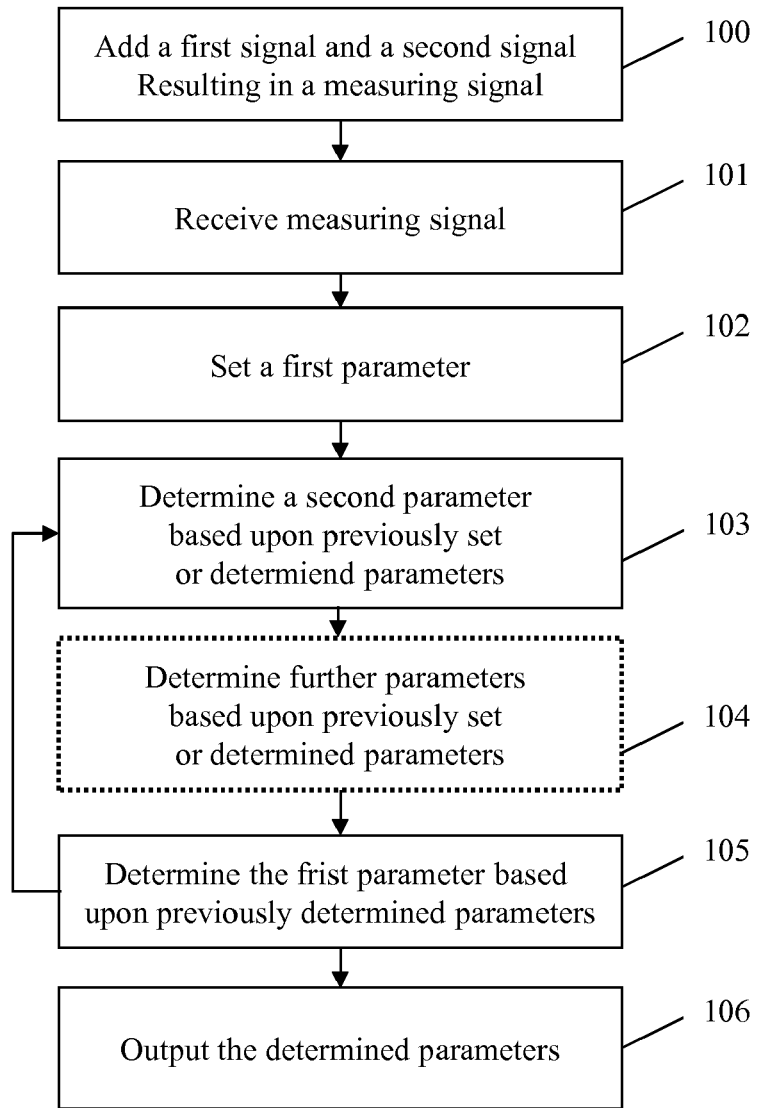 Add a first signal and a second signal
Resulting in a measuring signal
100
Receive measuring signal
101
Set a first parameter
102
Determine a second parameter
based upon previously set
or determiend parameters
103
Determine further parameters
based upon previously set
or determined parameters
104
Determine the frist parameter based
upon previously determined parameters
105
Output the determined parameters
106